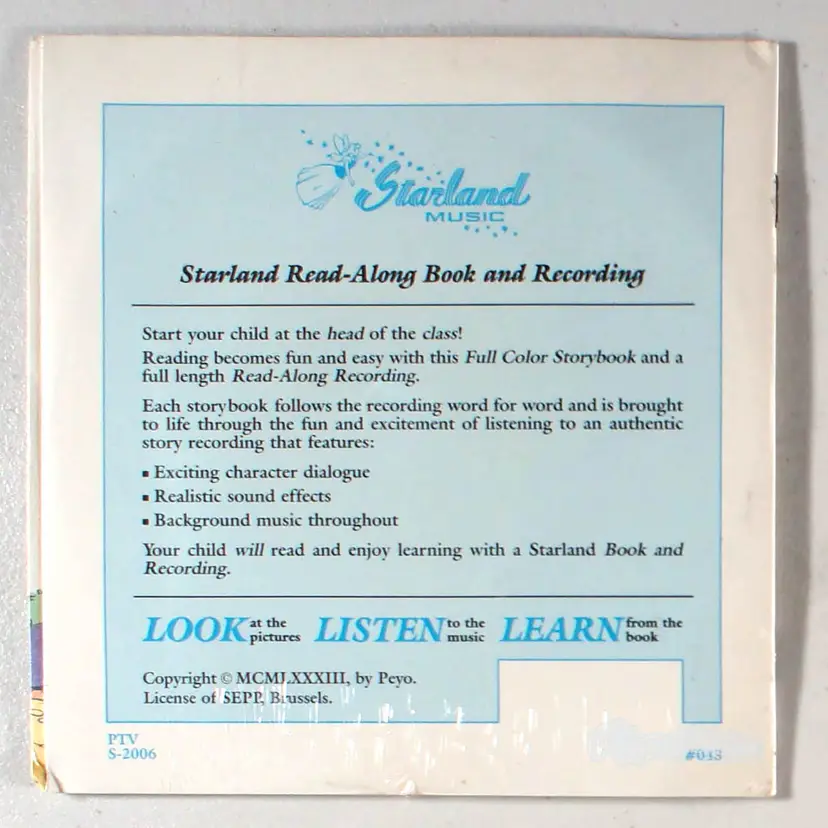 Starland
MUSIC
Starland Read-Along Book and Recording
Start your child at the head of the class!
Reading becomes fun and easy with this Full Color Storybook and a
full length Read-Along Recording.
Each storybook follows the recording word for word and is brought
to life through the fun and excitement of listening to an authentic
story recording that features:
▪ Exciting character dialogue
▪ Realistic sound effects
▪ Background music throughout
Your child will read and enjoy learning with a Starland Book and
Recording.
LOOK at the pictures LISTEN to the music LEARN from the book
Copyright © MCMLXXXIII, by Peyo.
License of SEPP, Brussels.
PTV
S-2006